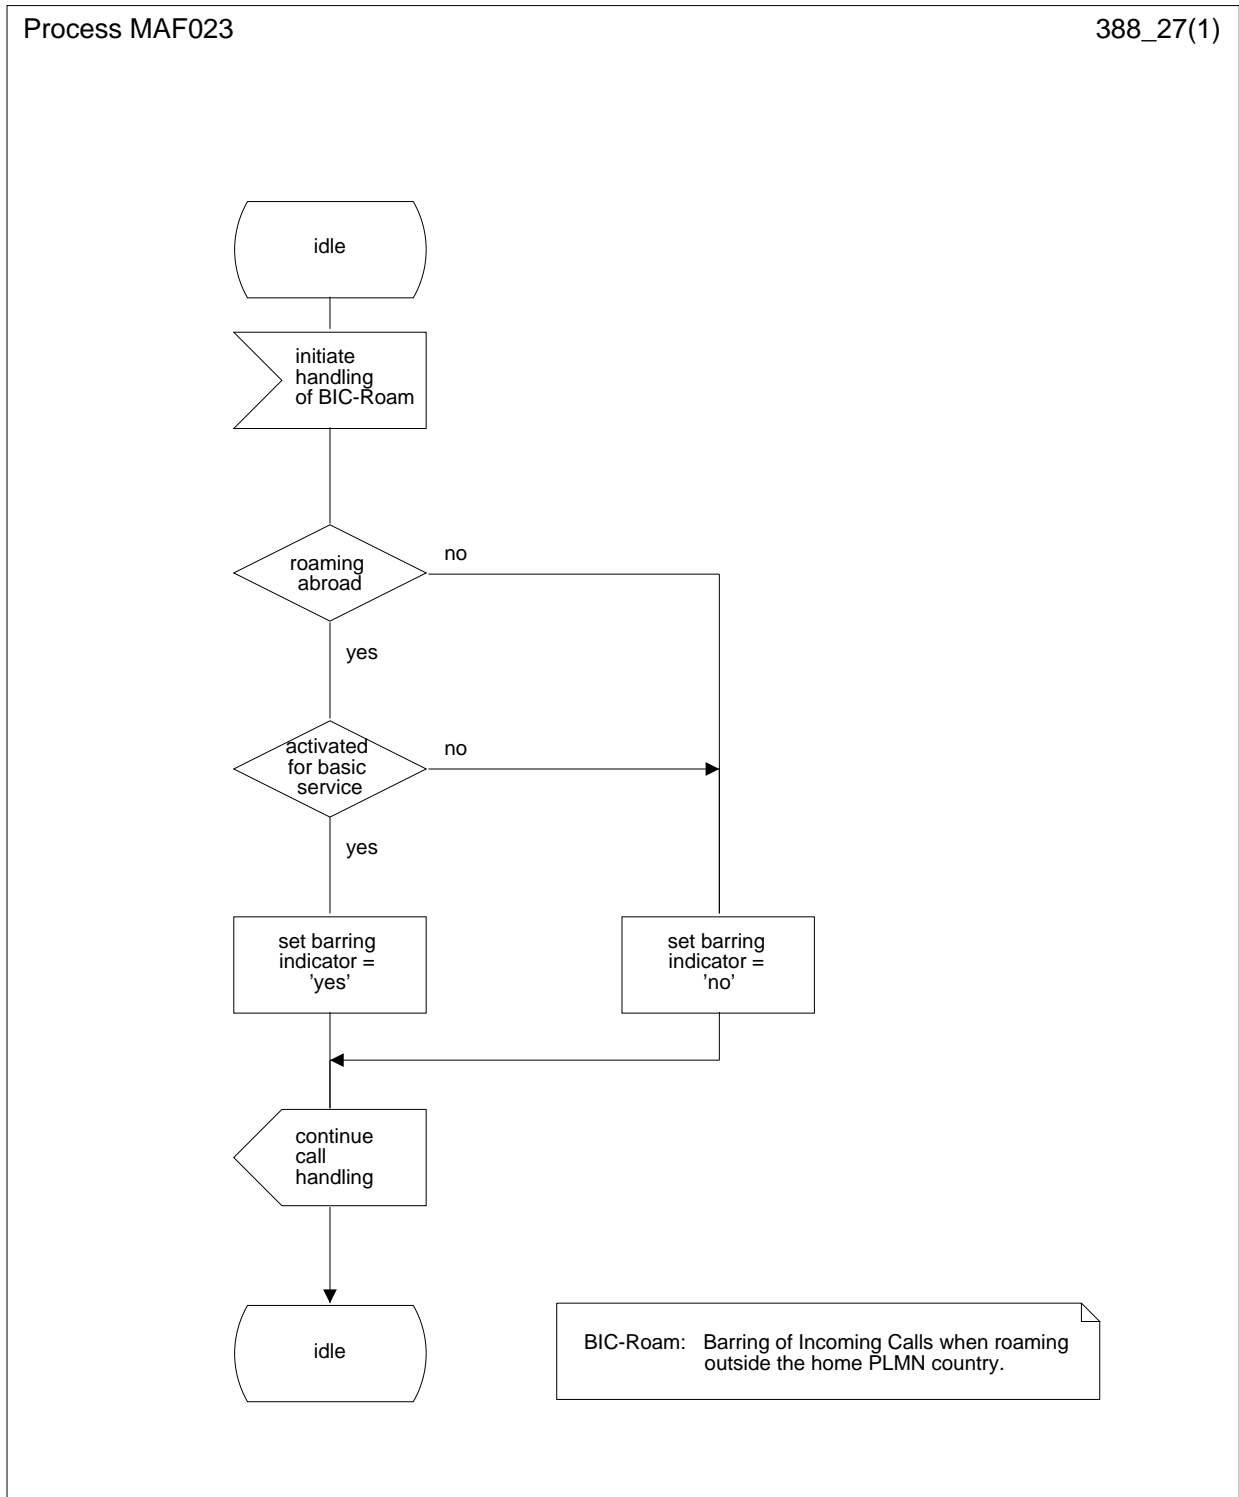 Process MAF023
388_27(1)
idle
initiate
handling
of BIC-Roam
roaming
abroad
no
yes
activated
for basic
service
no
yes
set barring
indicator =
’yes’
set barring
indicator =
’no’
continue
call
handling
idle
BIC-Roam: Barring of Incoming Calls when roaming
outside the home PLMN country.